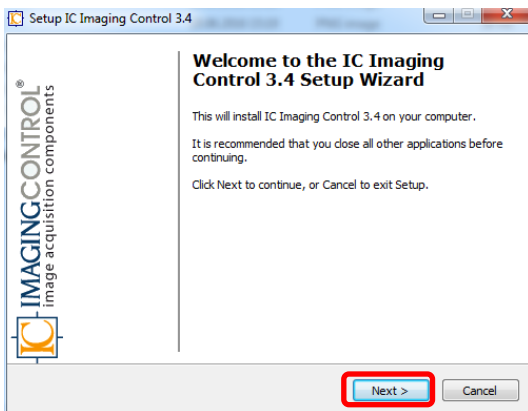 Setup IC Imaging Control 3.4
Welcome to the IC Imaging
Control 3.4 Setup Wizard
This will install IC Imaging Control 3.4 on your computer.
It is recommended that you close all other applications before
continuing.
Click Next to continue, or Cancel to exit Setup.
IC IMAGINGCONTROL®
image acquisition components
Next >
Cancel